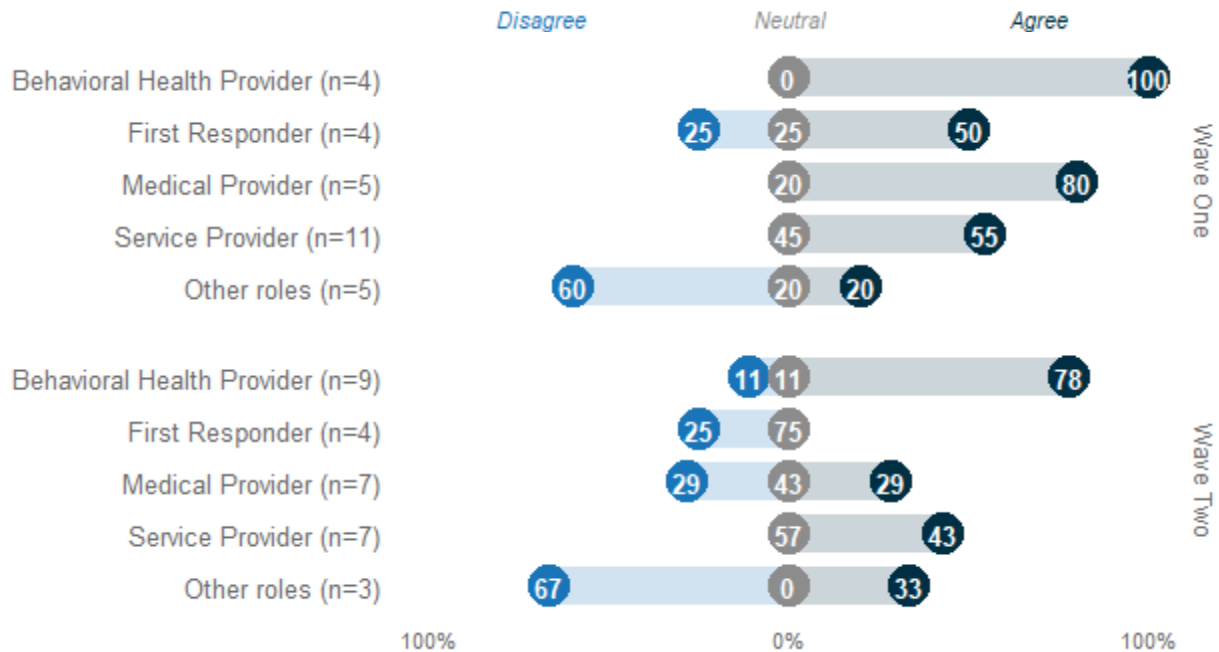 Disagree Neutral Agree
Behavioral Health Provider (n=4) 0 100
First Responder (n=4) 25 25 50
Medical Provider (n=5) 20 80
Service Provider (n=11) 45 55
Other roles (n=5) 60 20 20
Wave One
Behavioral Health Provider (n=9) 11 11 78
First Responder (n=4) 25 75
Medical Provider (n=7) 29 43 29
Service Provider (n=7) 57 43
Other roles (n=3) 67 0 33
Wave Two
100% 0% 100%